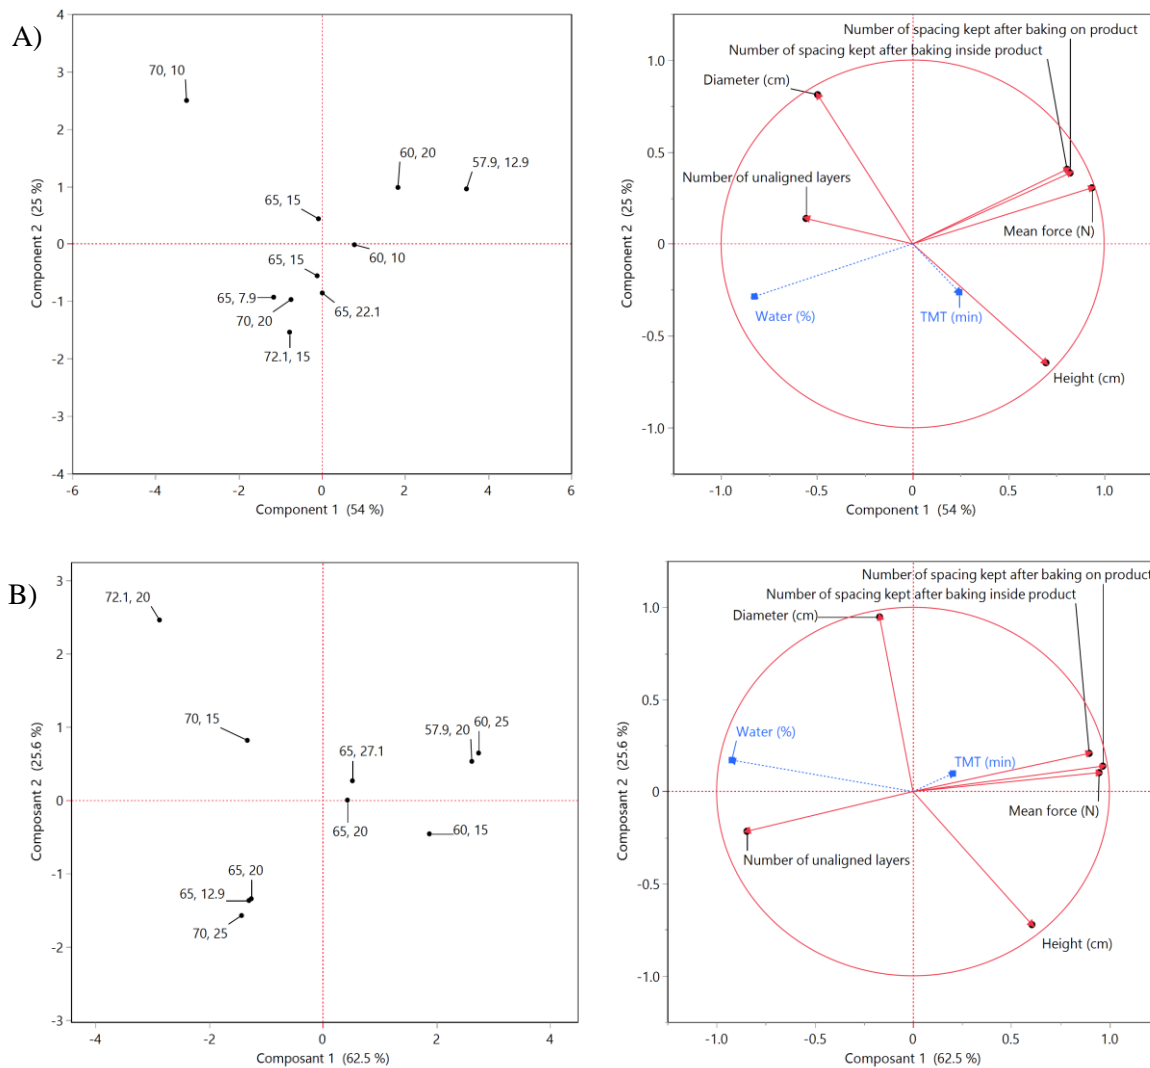 A)
4
3
2
1
0
-1
-2
-3
-4
Component 2  (25 %)
70, 10
60, 20
57.9, 12.9
65, 15
60, 10
65, 15
65, 7.9
70, 20
65, 22.1
72.1, 15
-6
-4
-2
0
2
4
6
Component 1  (54 %)
Number of spacing kept after baking on product
Number of spacing kept after baking inside product
Diameter (cm)
Number of unaligned layers
Mean force (N)
Water (%)
TMT (min)
Height (cm)
1.0
0.5
0
-0.5
-1.0
Component 2  (25 %)
-1.0
-0.5
0
0.5
1.0
Component 1  (54 %)
B)
3
2
1
0
-1
-2
-3
Composant 2  (25.6 %)
72.1, 20
70, 15
57.9, 20
60, 25
65, 27.1
65, 20
60, 15
65, 20
65, 12.9
70, 25
-4
-2
0
2
4
Composant 1  (62.5 %)
Number of spacing kept after baking on product
Number of spacing kept after baking inside product
Diameter (cm)
Water (%)
TMT (min)
Mean force (N)
Number of unaligned layers
Height (cm)
1.0
0.5
0
-0.5
-1.0
Composant 2  (25.6 %)
-1.0
-0.5
0
0.5
1.0
Composant 1  (62.5 %)